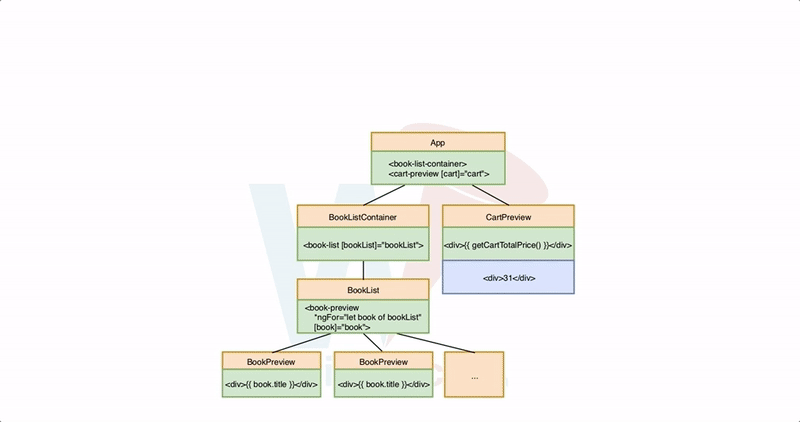 App
<book-list-container>
<cart-preview [cart]="cart">
BookListContainer
<book-list [bookList]="bookList">
CartPreview
<div>{{ getCartTotalPrice() }}</div>
<div>31</div>
BookList
<book-preview
*ngFor="let book of bookList"
[book]="book">
BookPreview
<div>{{ book.title }}</div>
BookPreview
<div>{{ book.title }}</div>
...